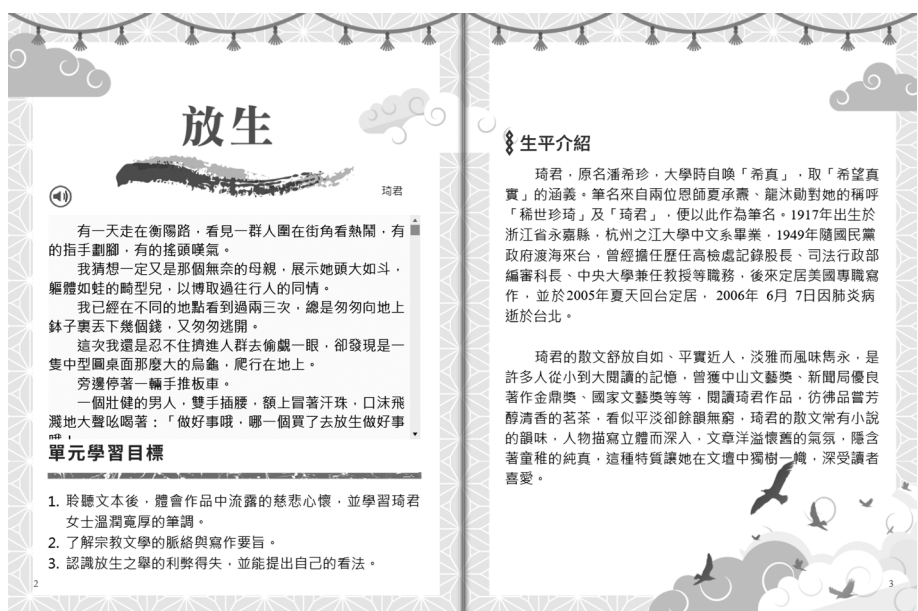 放生
琦君
有一天走在衡陽路，看見一群人圍在街角看熱鬧，有
的指手劃腳，有的搖頭嘆氣。
我猜想一定又是那個無奈的母親，展示她頭大如斗，
軀體如蛙的畸型兒，以博取過往行人的同情。
我已經在不同的地點看到過兩三次，總是匆匆向地上
鉢子裏丟下幾個錢，又匆匆逃開。
這次我還是忍不住擠進人群去偷戲一眼，卻發現是一
隻中型圓桌面那麼大的烏龜，爬行在地上。
旁邊停著一輛手推板車。
一個壯健的男人，雙手插腰，額上冒著汗珠，口沫飛
濺地大聲吆喝著：「做好事哦，哪一個買了去放生做好事
單元學習目標
1. 聆聽文本後，體會作品中流露的慈悲心懷，並學習琦君
女士溫潤寬厚的筆調。
2. 了解宗教文學的脈絡與寫作要旨。
3. 認識放生之舉的利弊得失，並能提出自己的看法。
2
生平介紹
琦君，原名潘希珍，大學時自喚「希真」，取「希望真
實」的涵義。筆名來自兩位恩師夏承燾、龍沐勛對她的稱呼
「稀世珍琦」及「琦君」，便以此作為筆名。1917年出生於
浙江省永嘉縣，杭州之江大學中文系畢業，1949年隨國民黨
政府渡海來台，曾經擔任歷任高檢處記錄股長、司法行政部
編審科長、中央大學兼任教授等職務，後來定居美國專職寫
作，並於2005年夏天回台定居， 2006年 6月 7日因肺炎病
逝於台北。
琦君的散文舒放自如、平實近人，淡雅而風味雋永，是
許多人從小到大閱讀的記憶，曾獲中山文藝獎、新聞局優良
著作金鼎獎、國家文藝獎等等，閱讀琦君作品，彷彿品嘗芳
醇清香的茗茶，看似平淡卻餘韻無窮，琦君的散文常有小說
的韻味，人物描寫立體而深入，文章洋溢懷舊的氣氛，隱含
著童稚的純真，這種特質讓她在文壇中獨樹一幟，深受讀者
喜愛。
3